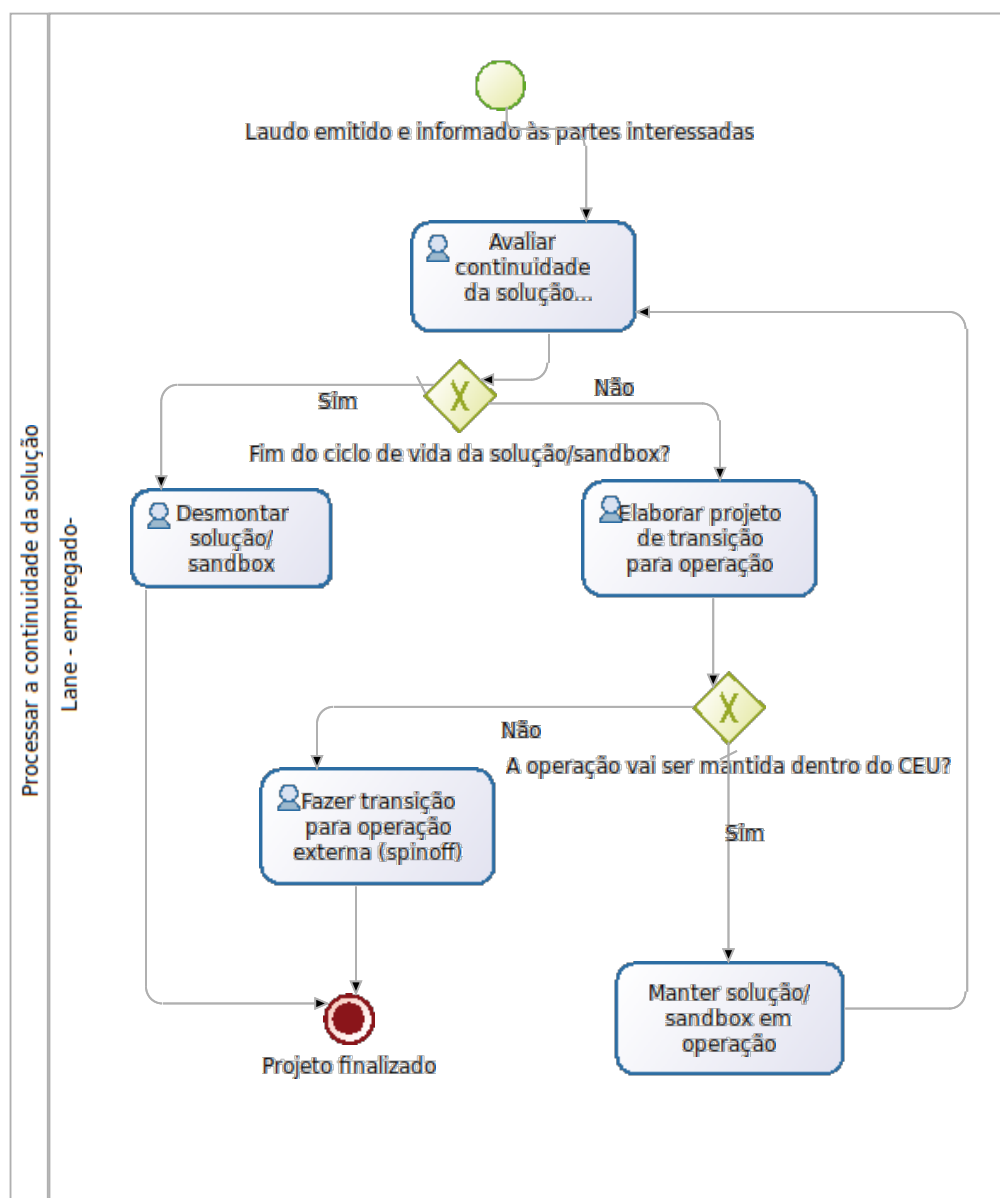 Processar a continuidade da solução
Lane - empregado-
Laudo emitido e informado às partes interessadas
Avaliar
continuidade
da solução...
Sim
Não
Fim do ciclo de vida da solução/sandbox?
Desmontar
solução/
sandbox
Elaborar projeto
de transição
para operação
Não
A operação vai ser mantida dentro do CEU?
Fazer transição
para operação
externa (spinoff)
Sim
Manter solução/
sandbox em
operação
Projeto finalizado